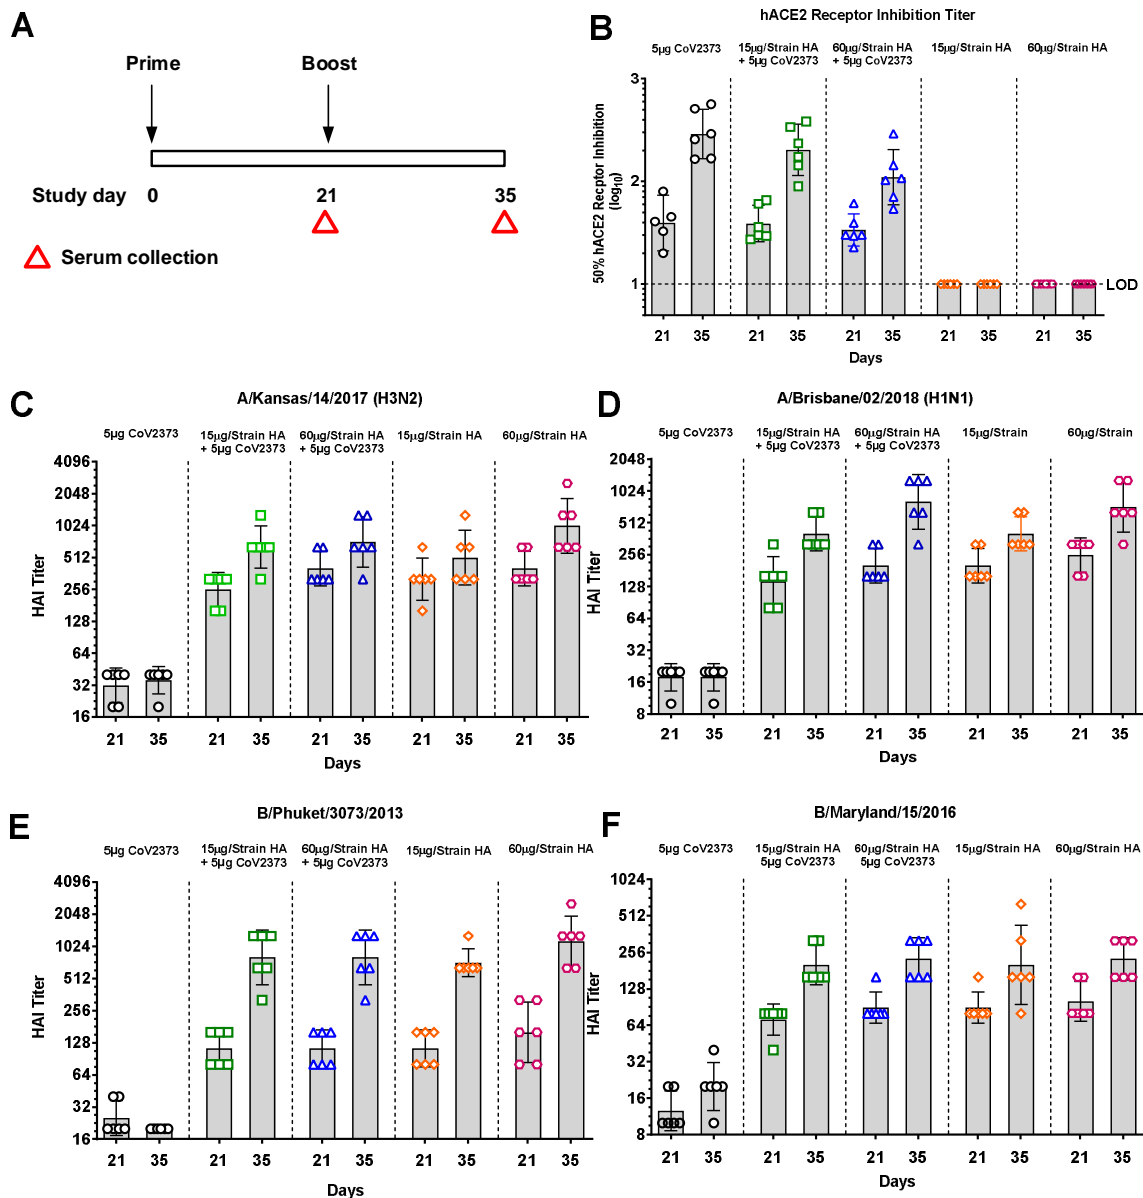 A
Prime
Boost
Study day
0
21
35
Serum collection
B
hACE2 Receptor Inhibition Titer
5µg CoV2373
15µg/Strain HA
+ 5µg CoV2373
60µg/Strain HA
+ 5µg CoV2373
15µg/Strain HA
60µg/Strain HA
50% hACE2 Recptor Inhibition
(log10)
3
2
1
LOD
21 35 21 35 21 35 21 35 21 35
Days
C
A/Kansas/14/2017 (H3N2)
5µg CoV2373
15µg/Strain HA
+ 5µg CoV2373
60µg/Strain HA
+ 5µg CoV2373
15µg/Strain HA
60µg/Strain HA
HAI Titer
4096
2048
1024
512
256
128
64
32
16
21 35 21 35 21 35 21 35 21 35
Days
D
A/Brisbane/02/2018 (H1N1)
5µg CoV2373
15µg/Strain HA
+ 5µg CoV2373
60µg/Strain HA
+ 5µg CoV2373
15µg/Strain
60µg/Strain
HAI Titer
2048
1024
512
256
128
64
32
16
8
21 35 21 35 21 35 21 35 21 35
Days
E
B/Phuket/3073/2013
5µg CoV2373
15µg/Strain HA
+ 5µg CoV2373
60µg/Strain HA
+ 5µg CoV2373
15µg/Strain HA
60µg/Strain HA
HAI Titer
4096
2048
1024
512
256
128
64
32
16
21 35 21 35 21 35 21 35 21 35
Days
F
B/Maryland/15/2016
5µg CoV2373
15µg/Strain HA
5µg CoV2373
60µg/Strain HA
5µg CoV2373
15µg/Strain HA
60µg/Strain HA
HAI Titer
1024
512
256
128
64
32
16
8
21 35 21 35 21 35 21 35 21 35
Days